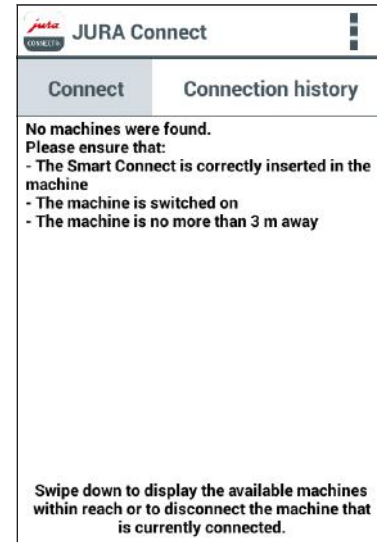 jura
CONNECT
JURA Connect
Connect
Connection history
No machines were found.
Please ensure that:
- The Smart Connect is correctly inserted in the
machine
- The machine is switched on
- The machine is no more than 3 m away
Swipe down to display the available machines
within reach or to disconnect the machine that
is currently connected.